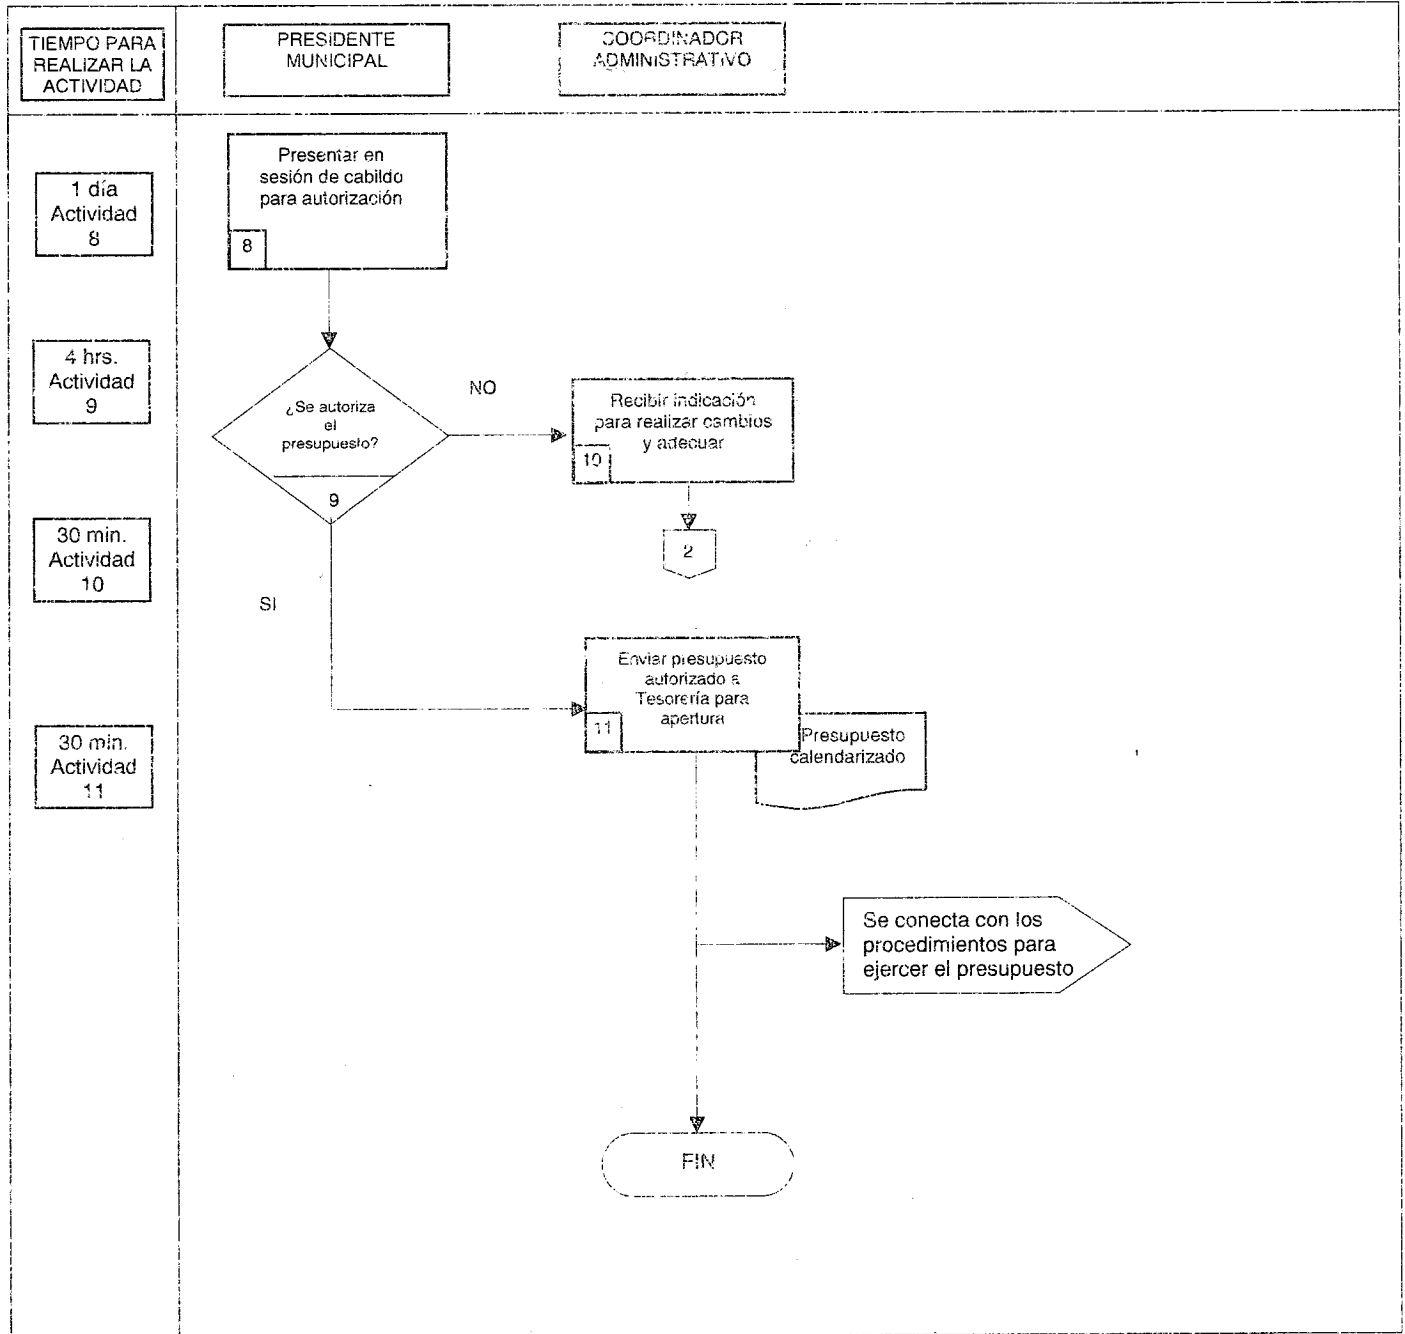 TIEMPO PARA
REALIZAR LA
ACTIVIDAD
PRESIDENTE
MUNICIPAL
COORDINADOR
ADMINISTRATIVO
1 día
Actividad
8
Presentar en
sesión de cabildo
para autorización
8
4 hrs.
Actividad
9
¿Se autoriza
el
presupuesto?
9
NO
Recibir indicación
para realizar cambios
y adecuar
10
2
30 min.
Actividad
10
SI
Enviar presupuesto
autorizado a
Tesorería para
apertura
11
Presupuesto
calendarizado
30 min.
Actividad
11
Se conecta con los
procedimientos para
ejercer el presupuesto
FIN